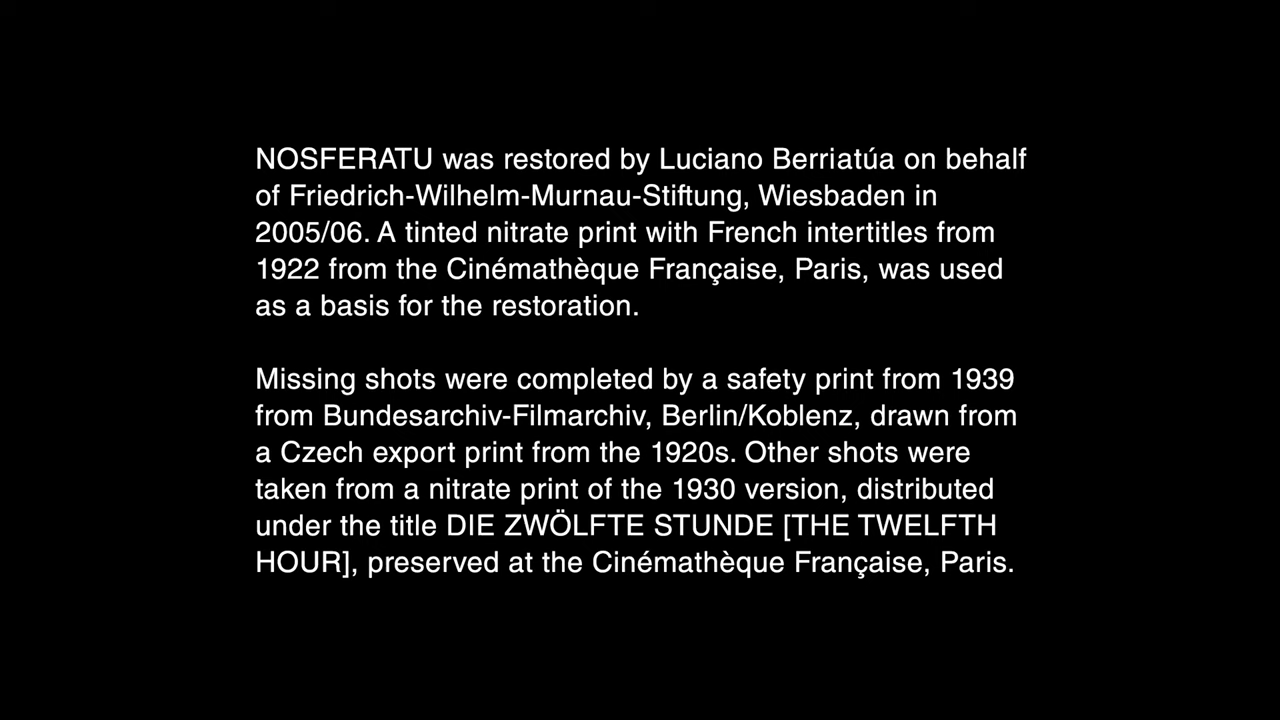 NOSFERATU was restored by Luciano Berriatúa on behalf
of Friedrich-Wilhelm-Murnau-Stiftung, Wiesbaden in
2005/06. A tinted nitrate print with French intertitles from
1922 from the Cinémathèque Française, Paris, was used
as a basis for the restoration.
Missing shots were completed by a safety print from 1939
from Bundesarchiv-Filmarchiv, Berlin/Koblenz, drawn from
a Czech export print from the 1920s. Other shots were
taken from a nitrate print of the 1930 version, distributed
under the title DIE ZWÖLFTE STUNDE [THE TWELFTH
HOUR], preserved at the Cinémathèque Française, Paris.